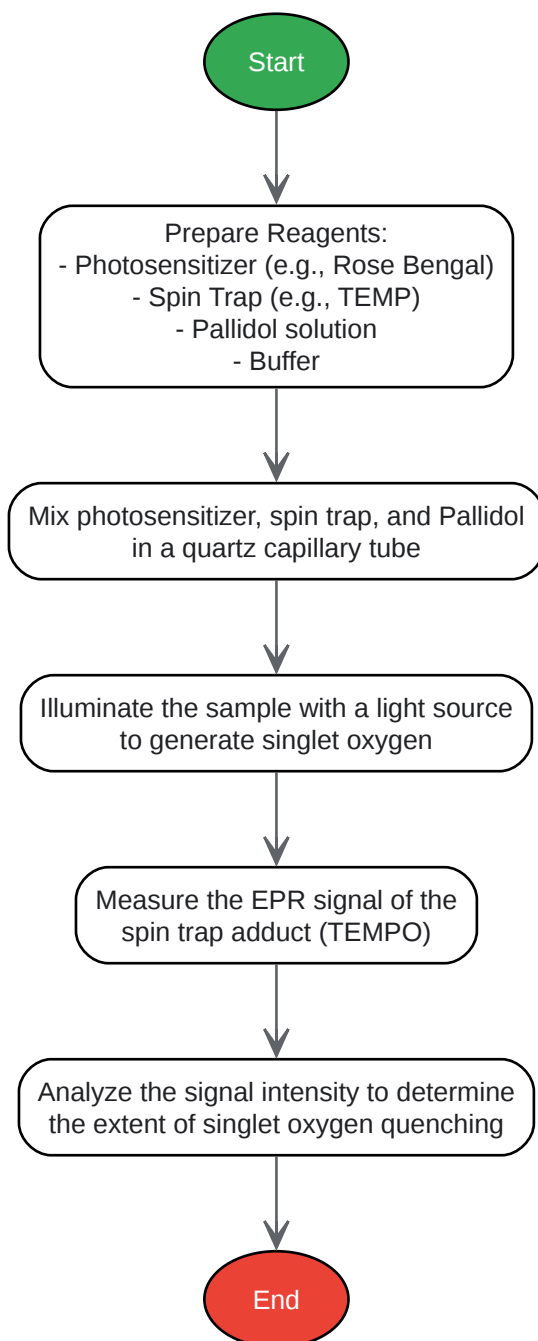 Start
Prepare Reagents:
- Photosensitizer (e.g., Rose Bengal)
- Spin Trap (e.g., TEMP)
- Pallidol solution
- Buffer
Mix photosensitizer, spin trap, and Pallidol
in a quartz capillary tube
Illuminate the sample with a light source
to generate singlet oxygen
Measure the EPR signal of the
spin trap adduct (TEMPO)
Analyze the signal intensity to determine
the extent of singlet oxygen quenching
End